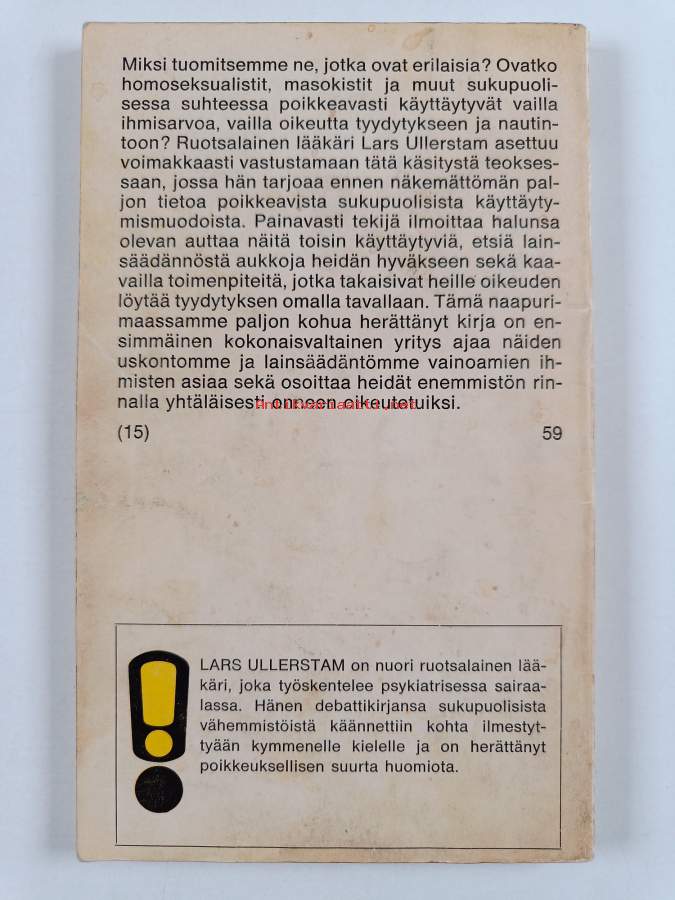 Miksi tuomitsemme ne, jotka ovat erilaisia? Ovatko
homoseksualistit, masokistit ja muut sukupuoli-
sessa suhteessa poikkeavasti käyttäytyvät vailla
ihmisarvoa, vailla oikeutta tyydytykseen ja nautin-
toon? Ruotsalainen lääkäri Lars Ullerstam asettuu
voimakkaasti vastustamaan tätä käsitystä teokses-
saan, jossa hän tarjoaa ennen näkemättömän pal-
jon tietoa poikkeavista sukupuolisista käyttäyty-
mismuodoista. Painavasti tekijä ilmoittaa halunsa
olevan auttaa näitä toisin käyttäytyviä, etsiä lain-
säädännöstä aukkoja heidän hyväkseen sekä kaa-
vailla toimenpiteitä, jotka takaisivat heille oikeuden
löytää tyydytyksen omalla tavallaan. Tämä naapuri-
maassamme paljon kohua herättänyt kirja on en-
simmäinen kokonaisvaltainen yritys ajaa näiden
uskontomme ja lainsäädäntömme vainoamien ih-
misten asiaa sekä osoittaa heidät enemmistön rin-
nalla yhtäläisesti onneen oikeutetuiksi.
antikvariaatti.net
(15) 59
LARS ULLERSTAM on nuori ruotsalainen lää-
käri, joka työskentelee psykiatrisessa sairaa-
lassa. Hänen debattikirjansa sukupuolisista
vähemmistöistä käännettiin kohta ilmestyt-
tyään kymmenelle kielelle ja on herättänyt
poikkeuksellisen suurta huomiota.